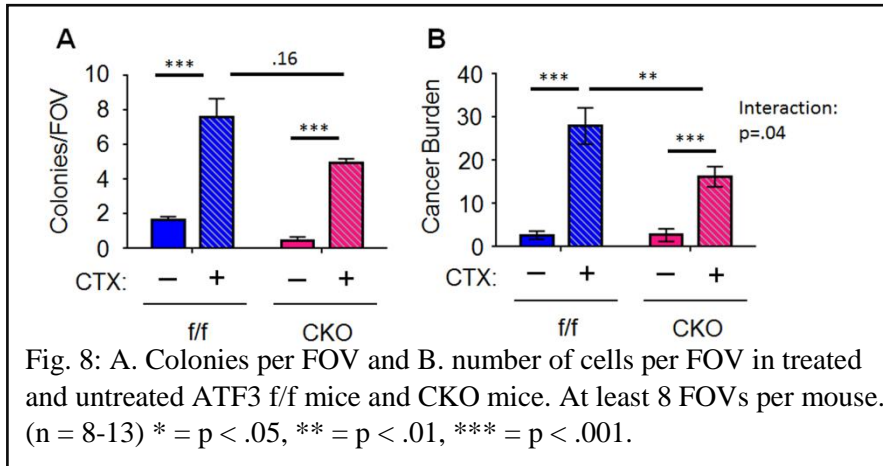 A
B
***
.16
***
***
**
***
Interaction:
p=.04
Colonies/FOV
10
8
6
4
2
0
Cancer Burden
40
30
20
10
0
CTX: − + − +
f/f CKO
CTX: − + − +
f/f CKO
Fig. 8: A. Colonies per FOV and B. number of cells per FOV in treated
and untreated ATF3 f/f mice and CKO mice. At least 8 FOVs per mouse.
(n = 8-13) * = p < .05, ** = p < .01, *** = p < .001.